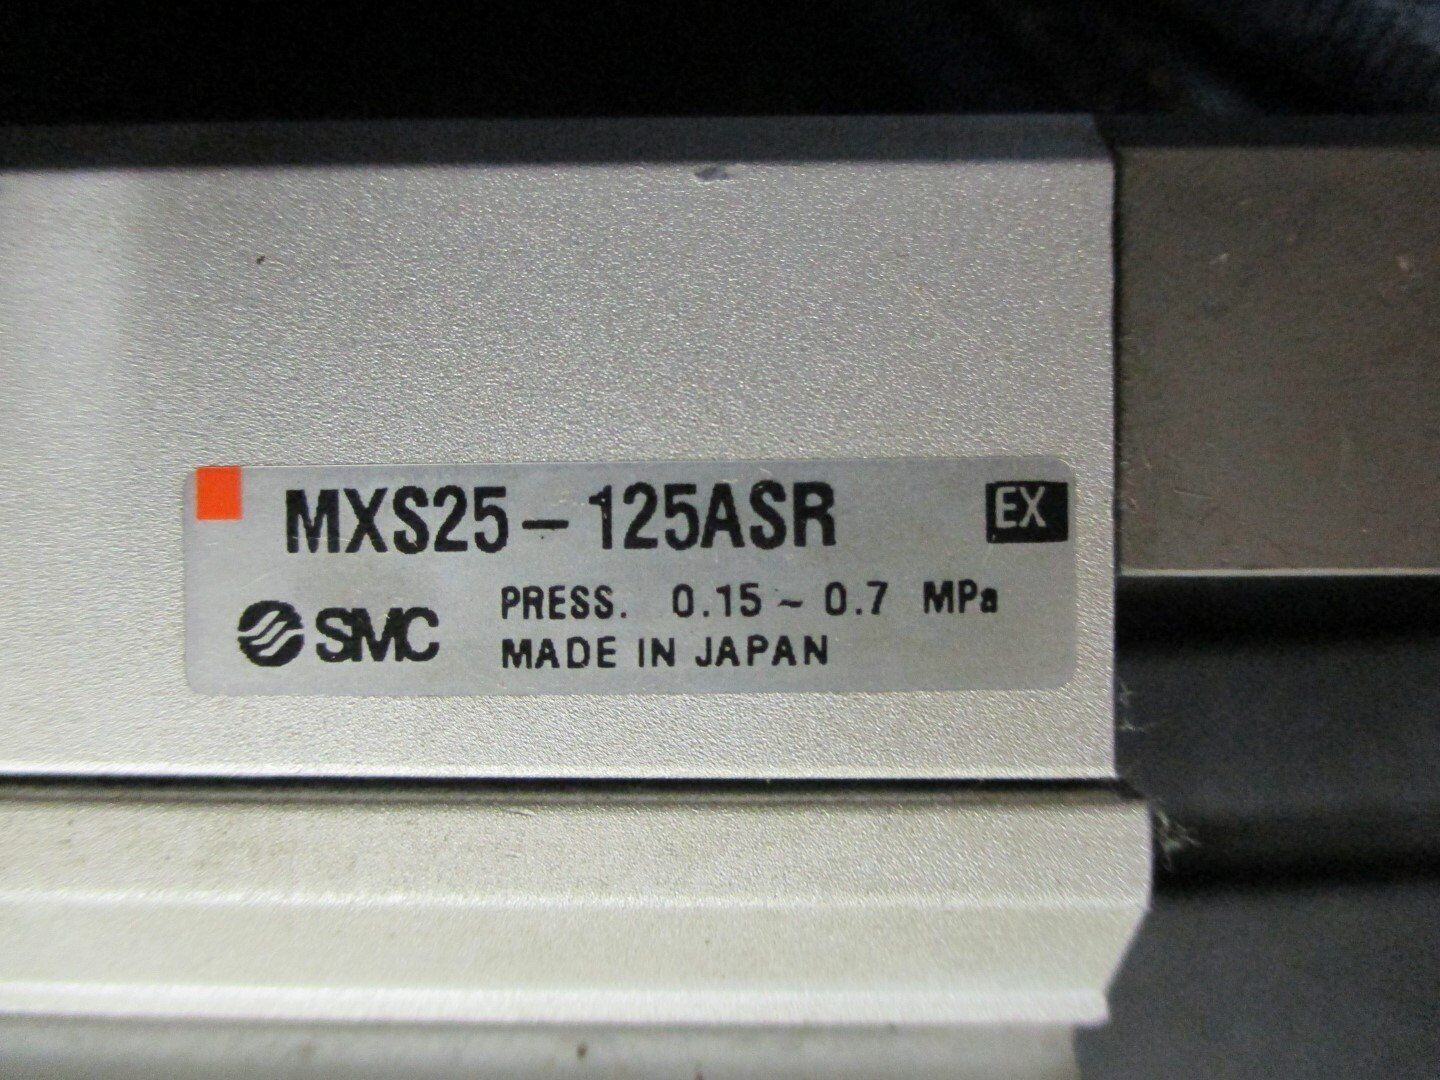 MXS25-125ASR EX
SMC PRESS. 0.15 ~ 0.7 MPa
MADE IN JAPAN